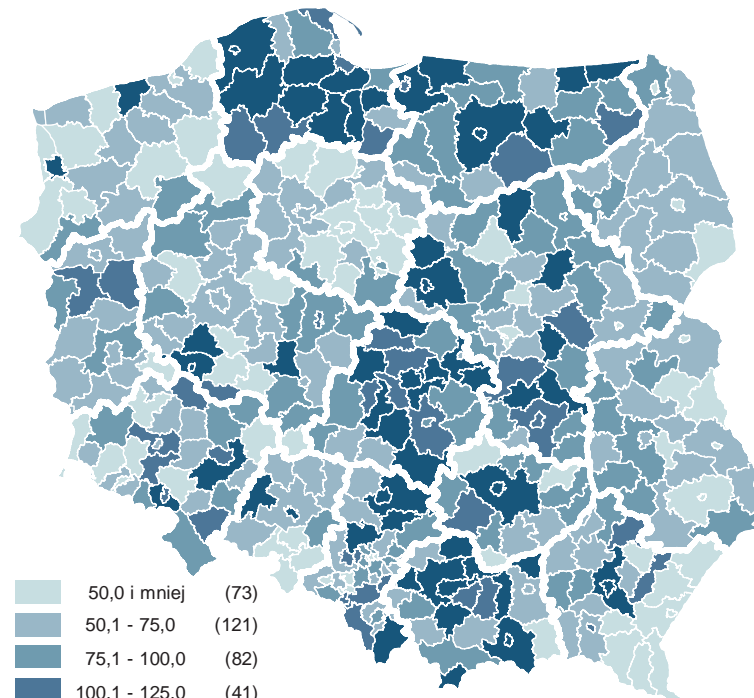 50,0 i mniej (73)
50,1 - 75,0 (121)
75,1 - 100,0 (82)
100,1 - 125,0 (41)